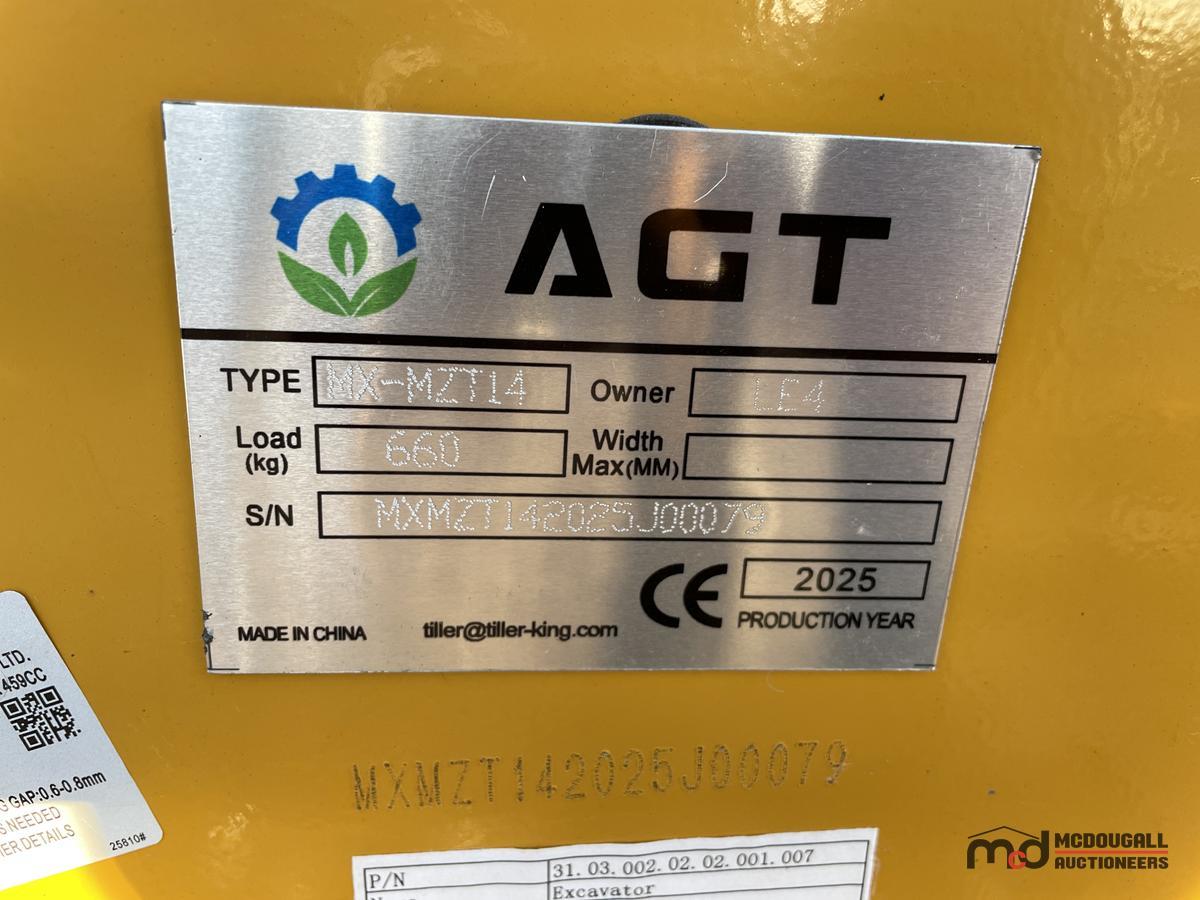 AGT
TYPE MX-MZT14 Owner LE4
Load (kg) 660 Width Max(MM)
S/N MXMZT142025J00079
CE 2025
PRODUCTION YEAR
MADE IN CHINA tiller@tiller-king.com
LTD.
459CC
GAP:0.6-0.8mm
NEEDED
DETAILS
25810#
MXMZT142025J00079
P/N 31.03.002.02.02.001.007
Excavator
mcd MCDOUGALL
AUCTIONEERS